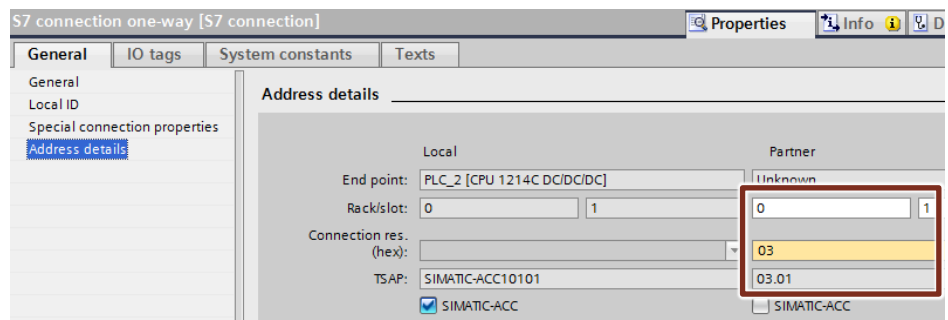 S7 connection one-way [S7 connection]
Properties Info D
General IO tags System constants Texts
General
Local ID
Special connection properties
Address details
Address details
Local Partner
End point: PLC_2 [CPU 1214C DC/DC/DC] Unknown
Rack/slot: 0 1 0 1
Connection res.
(hex): 03
TSAP: SIMATIC-ACC10101 03.01
SIMATIC-ACC SIMATIC-ACC